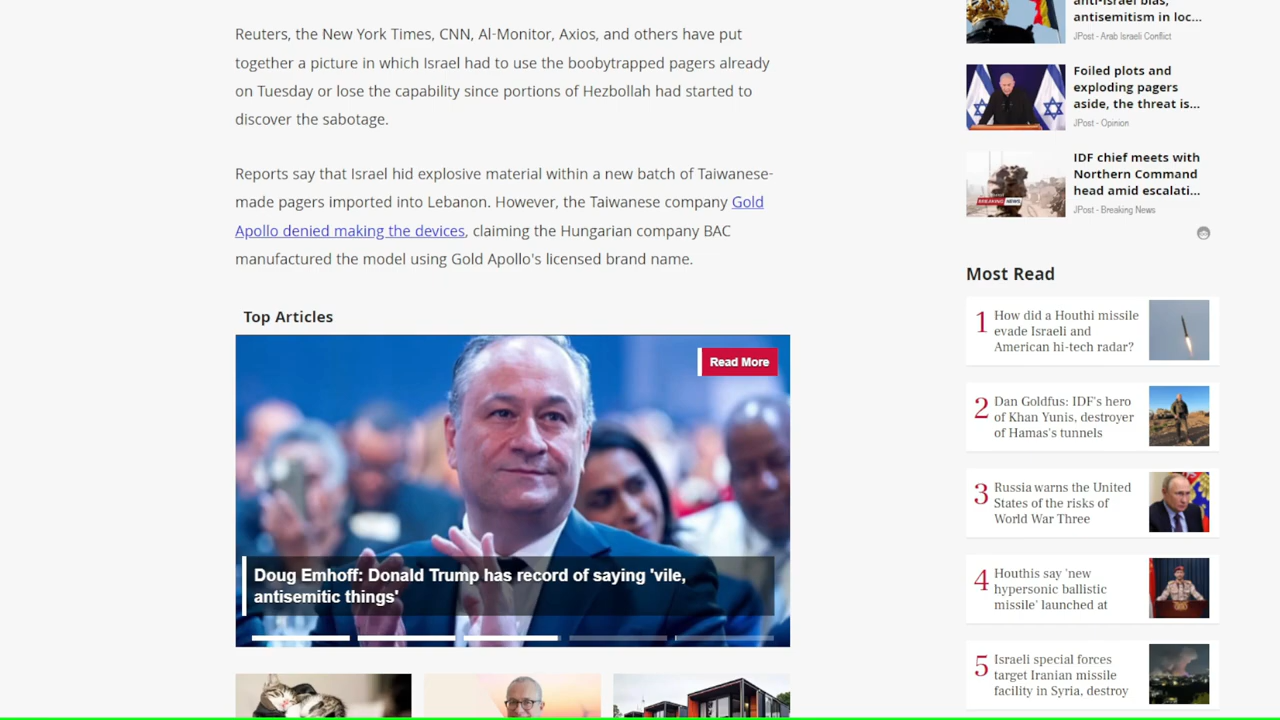 Reuters, the New York Times, CNN, Al-Monitor, Axios, and others have put
together a picture in which Israel had to use the boobytrapped pagers already
on Tuesday or lose the capability since portions of Hezbollah had started to
discover the sabotage.
Reports say that Israel hid explosive material within a new batch of Taiwanese-
made pagers imported into Lebanon. However, the Taiwanese company Gold
Apollo denied making the devices, claiming the Hungarian company BAC
manufactured the model using Gold Apollo's licensed brand name.
Top Articles
Read More
Doug Emhoff: Donald Trump has record of saying 'vile,
antisemitic things'
anti-Israel bias,
antisemitism in loc...
JPost - Arab Israeli Conflict
Foiled plots and
exploding pagers
aside, the threat is...
JPost - Opinion
IDF chief meets with
Northern Command
head amid escalati...
JPost - Breaking News
BREAKING NEWS
Most Read
1 How did a Houthi missile
evade Israeli and
American hi-tech radar?
2 Dan Goldfus: IDF's hero
of Khan Yunis, destroyer
of Hamas's tunnels
3 Russia warns the United
States of the risks of
World War Three
4 Houthis say 'new
hypersonic ballistic
missile' launched at
5 Israeli special forces
target Iranian missile
facility in Syria, destroy